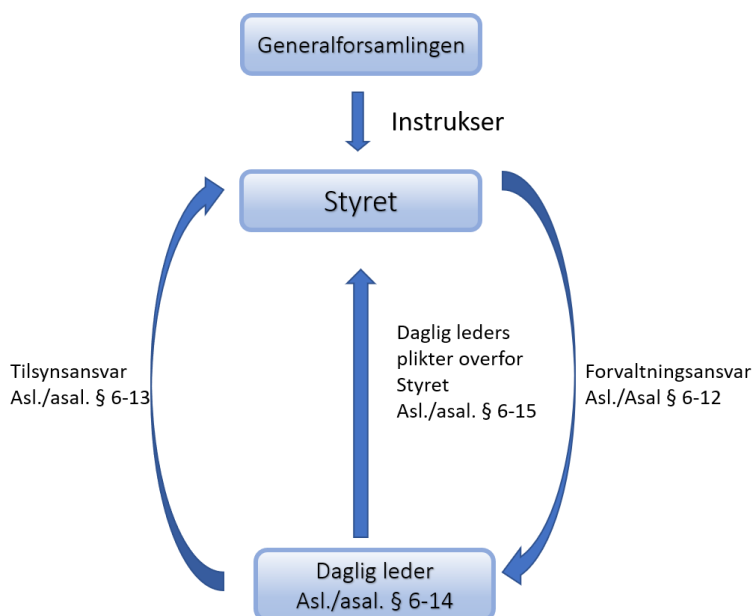 Generalforsamlingen
Instrukser
Styret
Daglig leders
plikter overfor
Styret
Asl./asal. § 6-15
Tilsynsansvar
Asl./asal. § 6-13
Forvaltningsansvar
Asl./Asal § 6-12
Daglig leder
Asl./asal. § 6-14